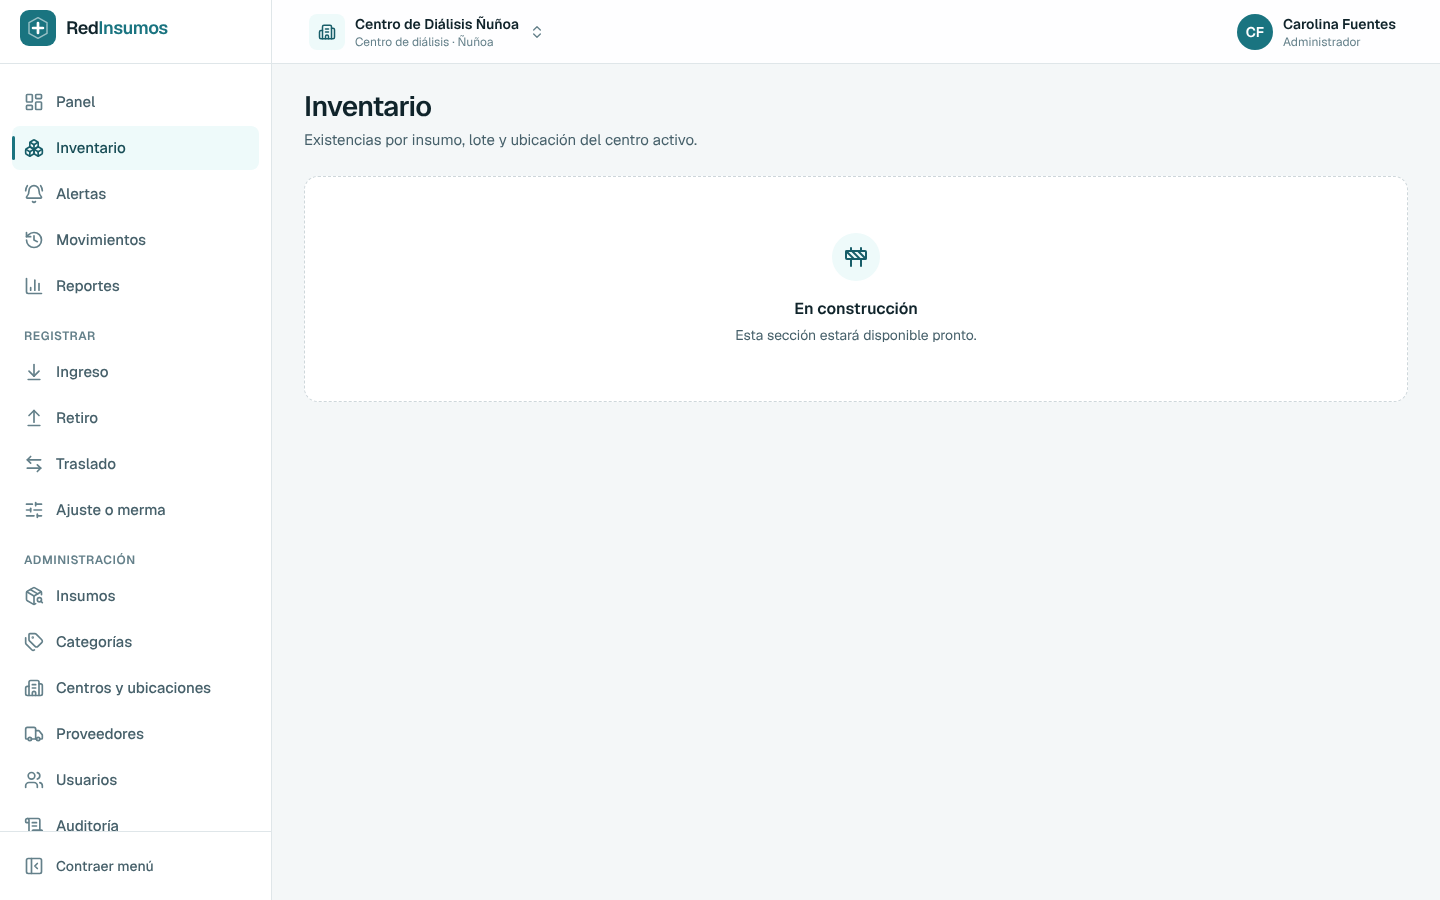 RedInsumos
Centro de Diálisis Ñuñoa
Centro de diálisis · Ñuñoa
CF
Carolina Fuentes
Administrador
Panel
Inventario
Alertas
Movimientos
Reportes
REGISTRAR
Ingreso
Retiro
Traslado
Ajuste o merma
ADMINISTRACIÓN
Insumos
Categorías
Centros y ubicaciones
Proveedores
Usuarios
Auditoría
Contraer menú
Inventario
Existencias por insumo, lote y ubicación del centro activo.
En construcción
Esta sección estará disponible pronto.